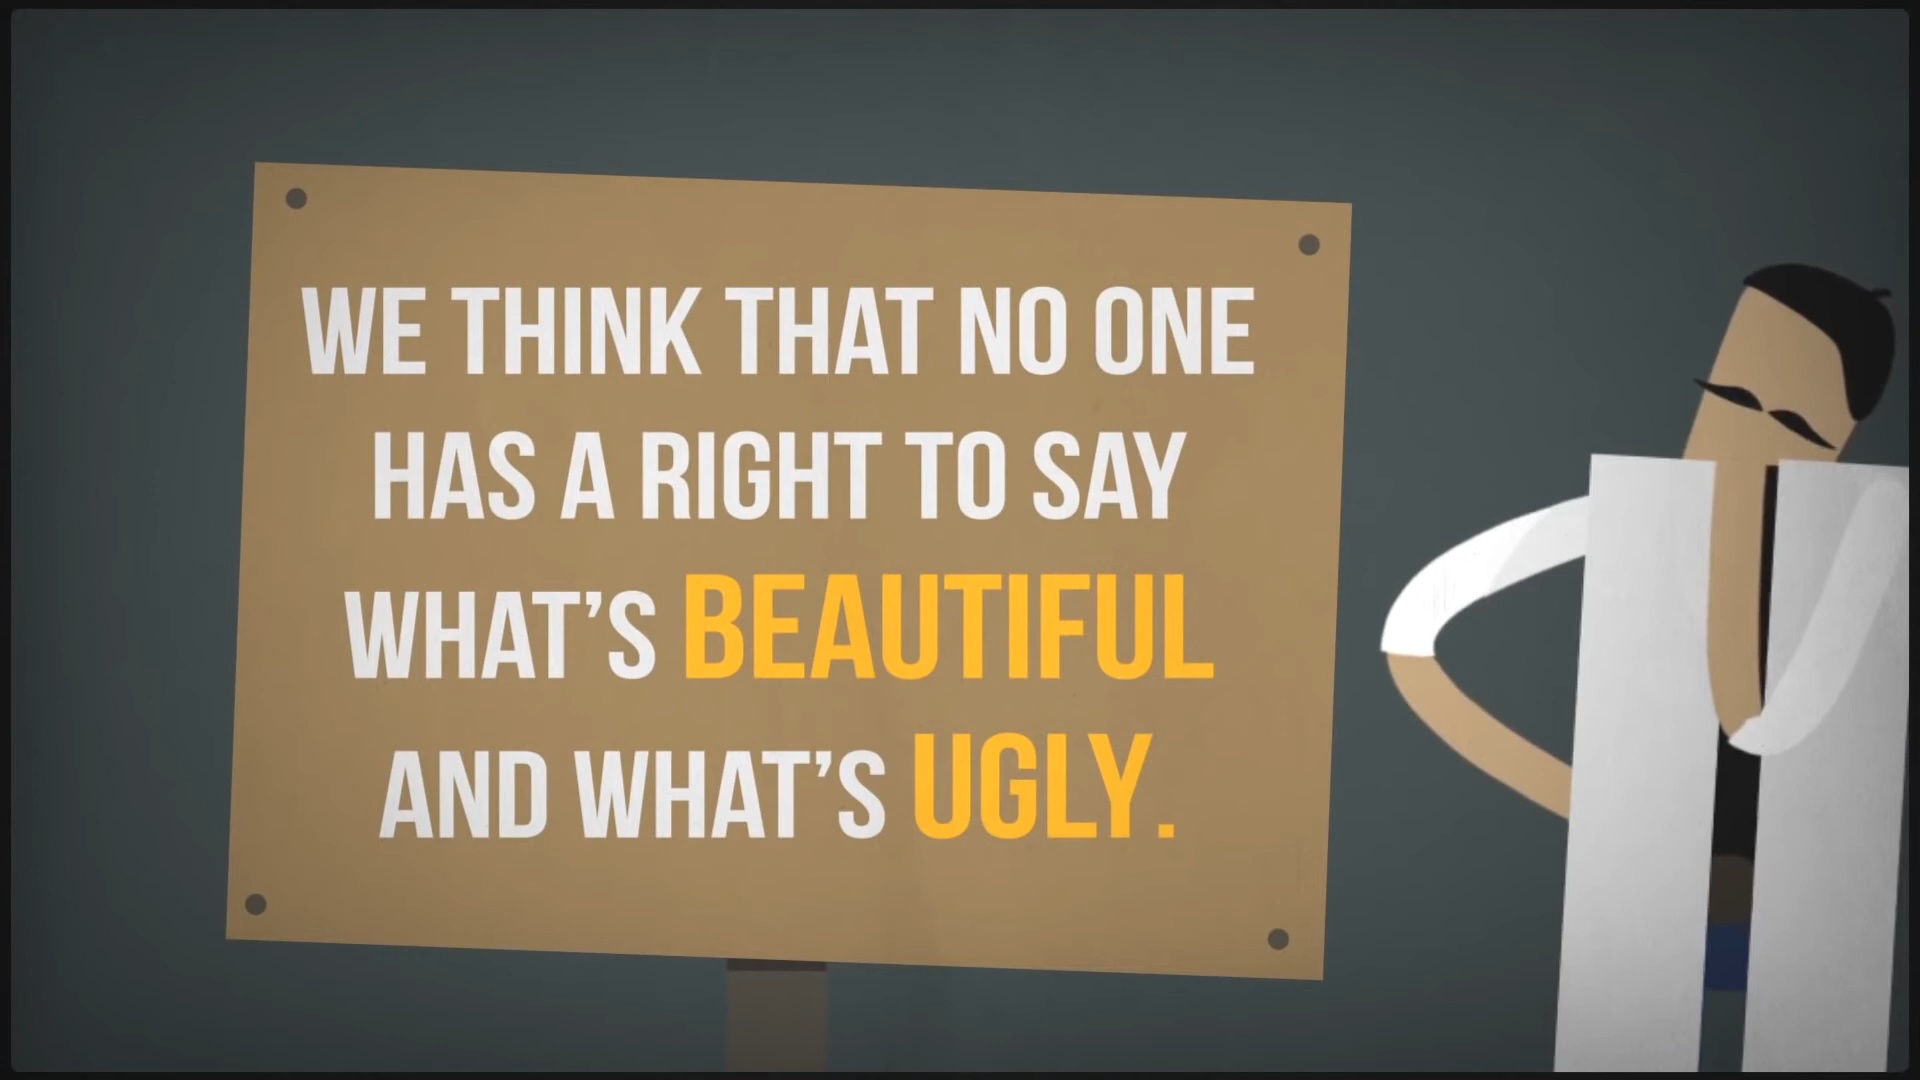 WE THINK THAT NO ONE
HAS A RIGHT TO SAY
WHAT’S BEAUTIFUL
AND WHAT’S UGLY.